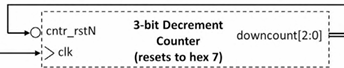 cntr_rstN
3-bit Decrement
Counter
(resets to hex 7)
downcount[2:0]
clk